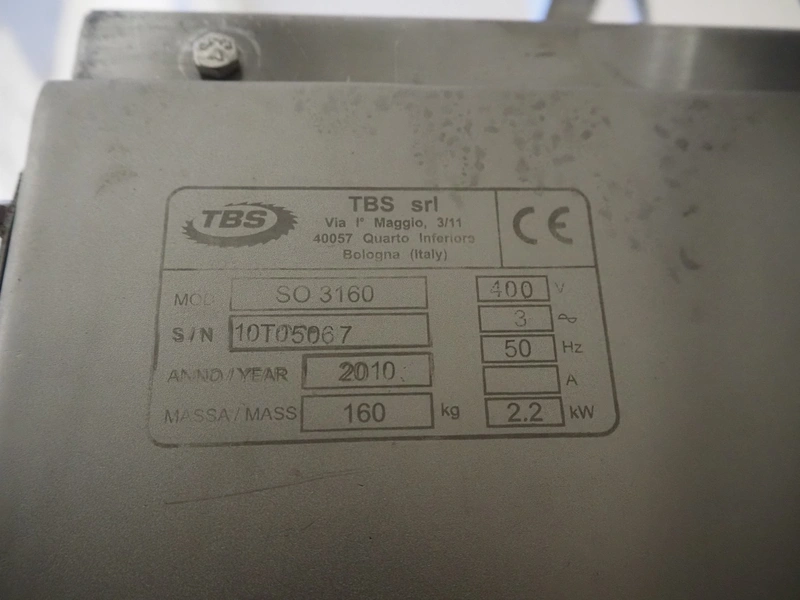 TBS
TBS srl
Via I° Maggio, 3/11
40057 Quarto Inferiore
Bologna (Italy)
CE
MOD. SO 3160
400 V
S/N 10T05067
3 ~
50 Hz
ANNO/YEAR 2010
A
MASSA/MASS 160 kg
2.2 kW